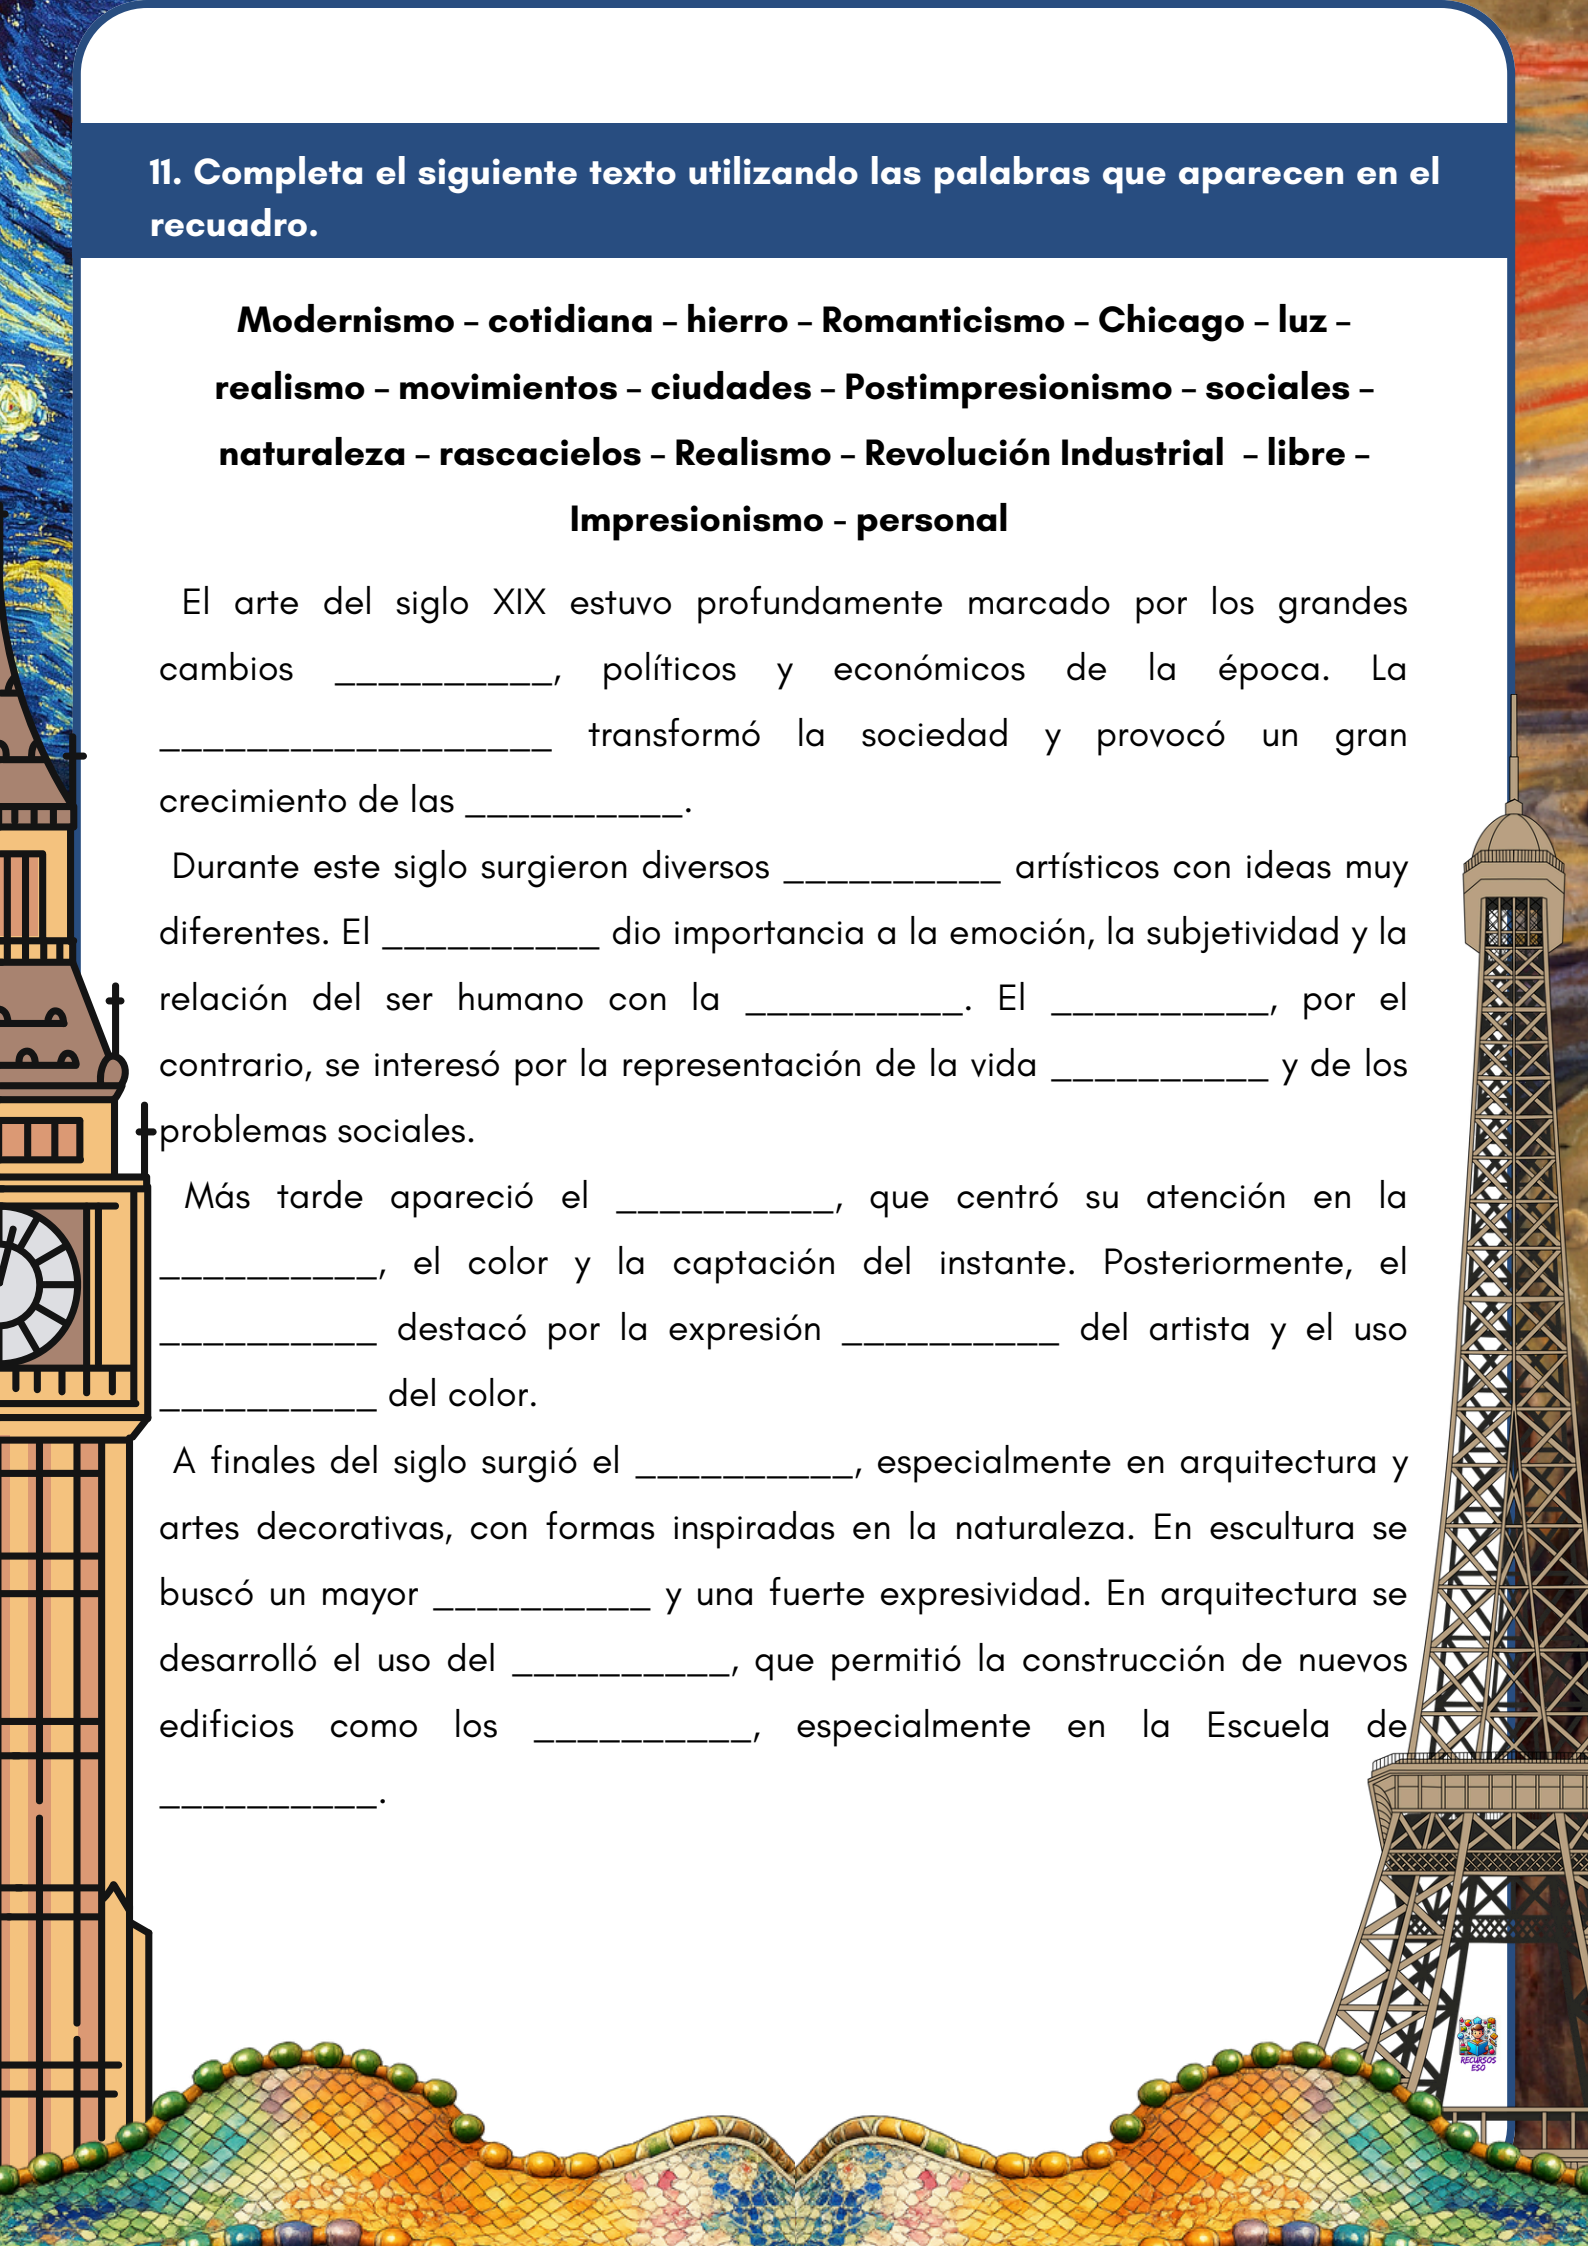 11. Completa el siguiente texto utilizando las palabras que aparecen en el
recuadro.
Modernismo – cotidiana – hierro – Romanticismo – Chicago – luz –
realismo – movimientos – ciudades – Postimpresionismo – sociales –
naturaleza – rascacielos – Realismo – Revolución Industrial – libre –
Impresionismo – personal
El arte del siglo XIX estuvo profundamente marcado por los grandes
cambios __________, políticos y económicos de la época. La
__________________ transformó la sociedad y provocó un gran
crecimiento de las __________.
Durante este siglo surgieron diversos __________ artísticos con ideas muy
diferentes. El __________ dio importancia a la emoción, la subjetividad y la
relación del ser humano con la __________. El __________, por el
contrario, se interesó por la representación de la vida __________ y de los
problemas sociales.
Más tarde apareció el __________, que centró su atención en la
__________, el color y la captación del instante. Posteriormente, el
__________ destacó por la expresión __________ del artista y el uso
__________ del color.
A finales del siglo surgió el __________, especialmente en arquitectura y
artes decorativas, con formas inspiradas en la naturaleza. En escultura se
buscó un mayor __________ y una fuerte expresividad. En arquitectura se
desarrolló el uso del __________, que permitió la construcción de nuevos
edificios como los __________, especialmente en la Escuela de
__________.
RECURSOS
ESO